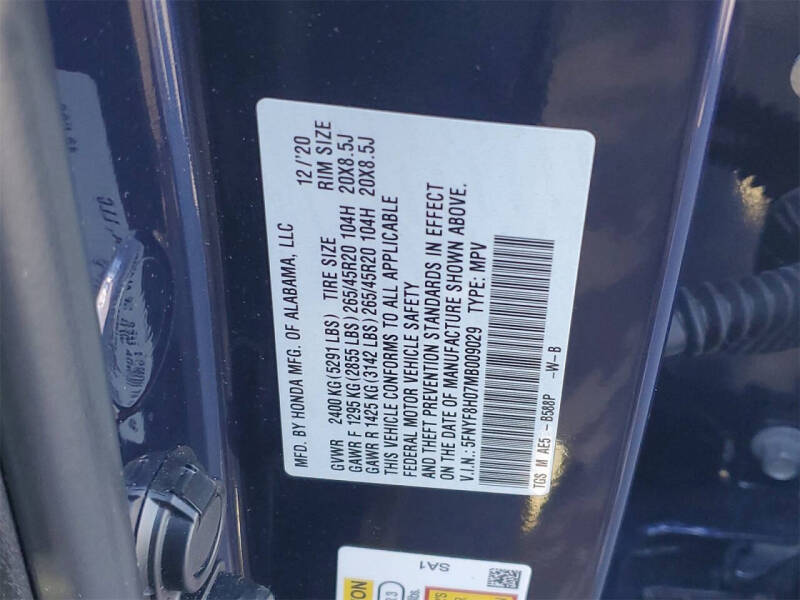 MFD. BY HONDA MFG. OF ALABAMA, LLC 12/'20
GVWR 2400 KG (5291 LBS) TIRE SIZE RIM SIZE
GAWR F 1295 KG (2855 LBS) 265/45R20 104H 20X8.5J
GAWR R 1425 KG (3142 LBS) 265/45R20 104H 20X8.5J
THIS VEHICLE CONFORMS TO ALL APPLICABLE
FEDERAL MOTOR VEHICLE SAFETY
AND THEFT PREVENTION STANDARDS IN EFFECT
ON THE DATE OF MANUFACTURE SHOWN ABOVE.
V.I.N.: 5FNYF8H07MB009029 TYPE: MPV
TGS M AE5 - B588P -W-B
SA1